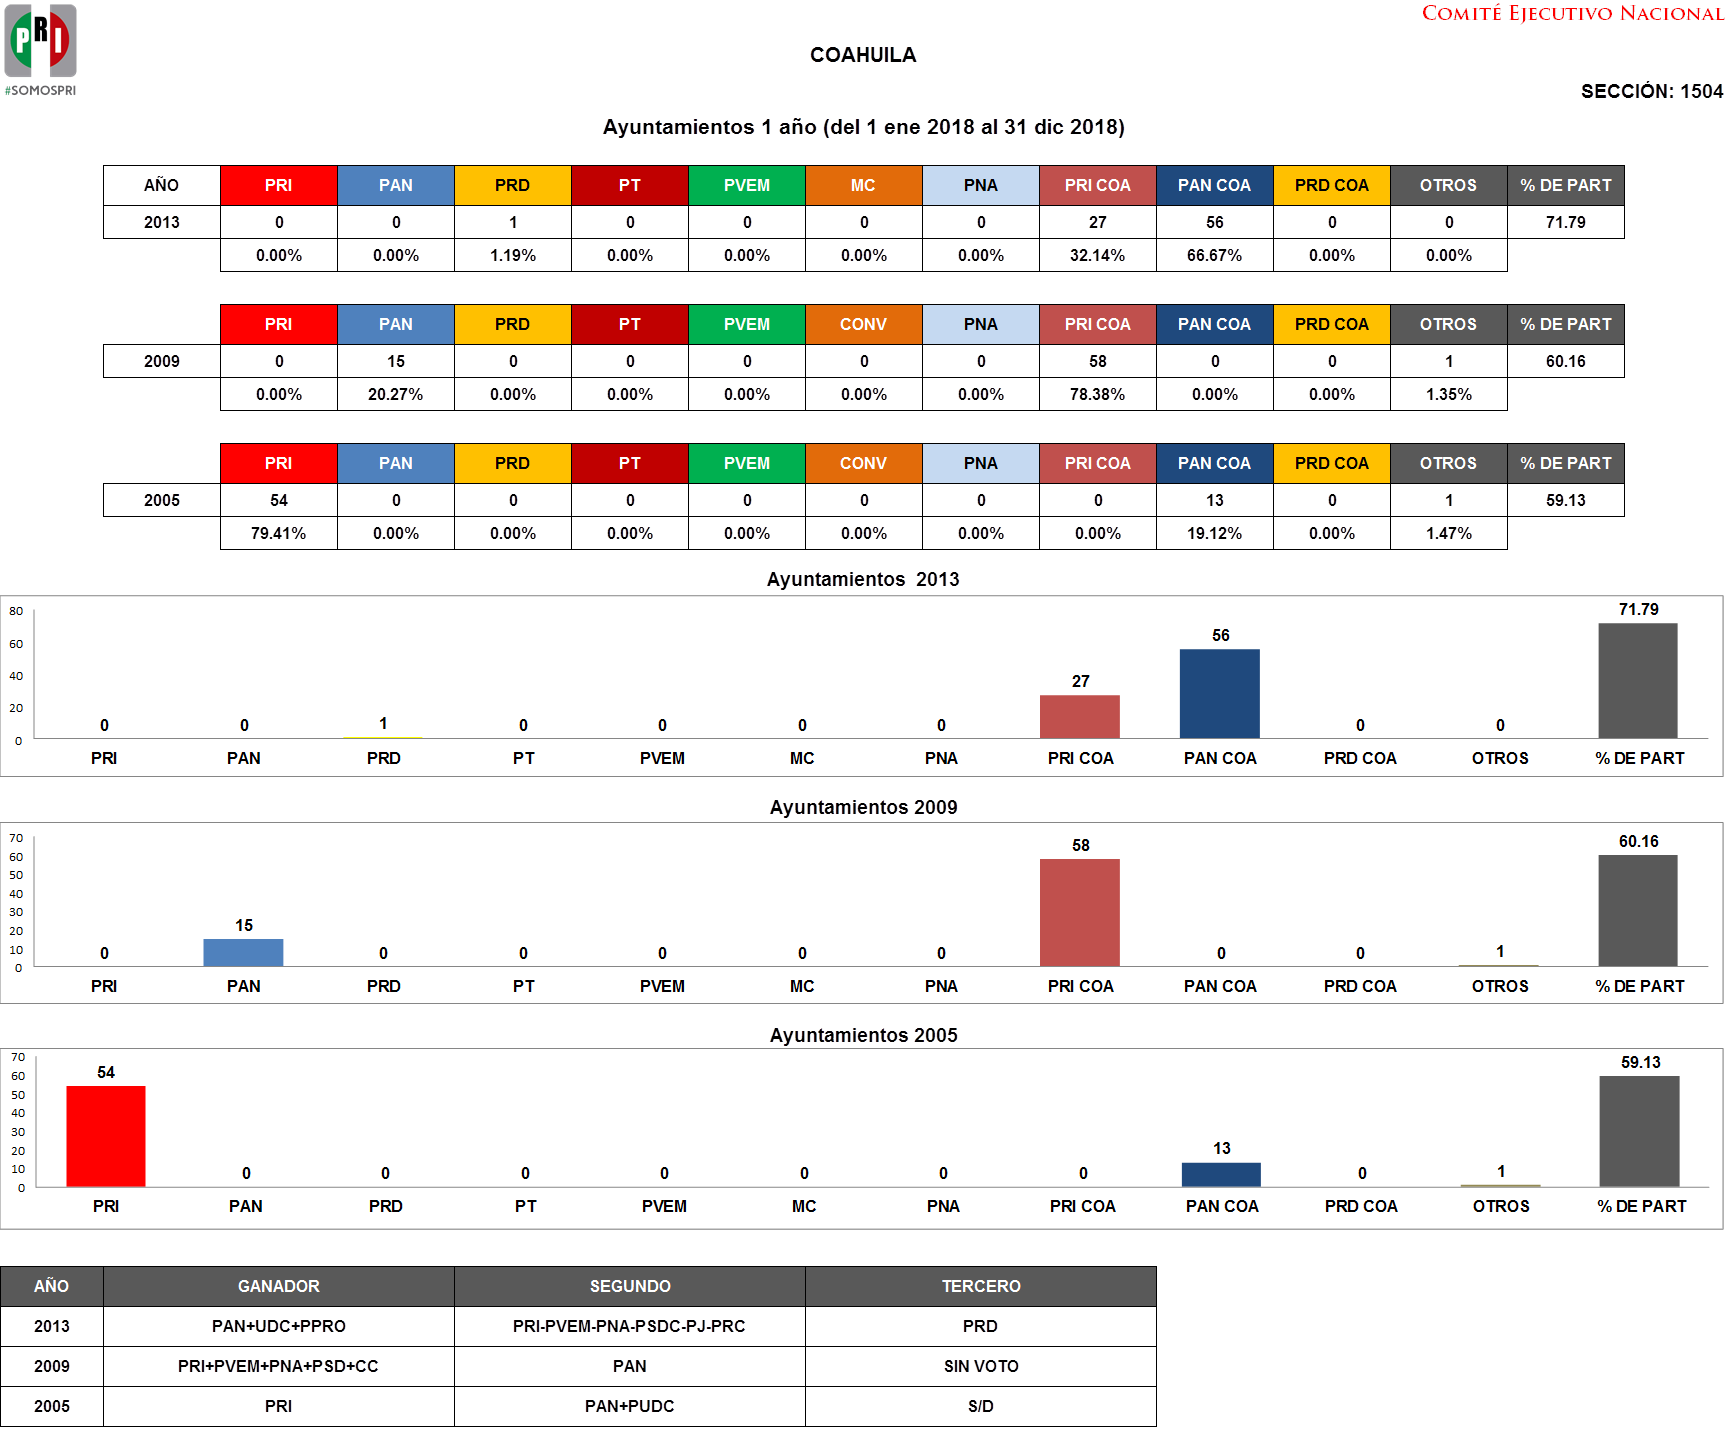 PRI
#SOMOSPRI
COMITÉ EJECUTIVO NACIONAL
COAHUILA
SECCIÓN: 1504
Ayuntamientos 1 año (del 1 ene 2018 al 31 dic 2018)
AÑO PRI PAN PRD PT PVEM MC PNA PRI COA PAN COA PRD COA OTROS % DE PART
2013 0 0 1 0 0 0 0 27 56 0 0 71.79
0.00% 0.00% 1.19% 0.00% 0.00% 0.00% 0.00% 32.14% 66.67% 0.00% 0.00%
PRI PAN PRD PT PVEM CONV PNA PRI COA PAN COA PRD COA OTROS % DE PART
2009 0 15 0 0 0 0 0 58 0 0 1 60.16
0.00% 20.27% 0.00% 0.00% 0.00% 0.00% 0.00% 78.38% 0.00% 0.00% 1.35%
PRI PAN PRD PT PVEM CONV PNA PRI COA PAN COA PRD COA OTROS % DE PART
2005 54 0 0 0 0 0 0 0 13 0 1 59.13
79.41% 0.00% 0.00% 0.00% 0.00% 0.00% 0.00% 0.00% 19.12% 0.00% 1.47%
Ayuntamientos 2013
80
60
40
20
0
0 0 1 0 0 0 0 27 56 0 0 71.79
PRI PAN PRD PT PVEM MC PNA PRI COA PAN COA PRD COA OTROS % DE PART
Ayuntamientos 2009
70
60
50
40
30
20
10
0
0 15 0 0 0 0 0 58 0 0 1 60.16
PRI PAN PRD PT PVEM MC PNA PRI COA PAN COA PRD COA OTROS % DE PART
Ayuntamientos 2005
70
60
50
40
30
20
10
0
54 0 0 0 0 0 0 0 13 0 1 59.13
PRI PAN PRD PT PVEM MC PNA PRI COA PAN COA PRD COA OTROS % DE PART
AÑO GANADOR SEGUNDO TERCERO
2013 PAN+UDC+PPRO PRI-PVEM-PNA-PSDC-PJ-PRC PRD
2009 PRI+PVEM+PNA+PSD+CC PAN SIN VOTO
2005 PRI PAN+PUDC S/D